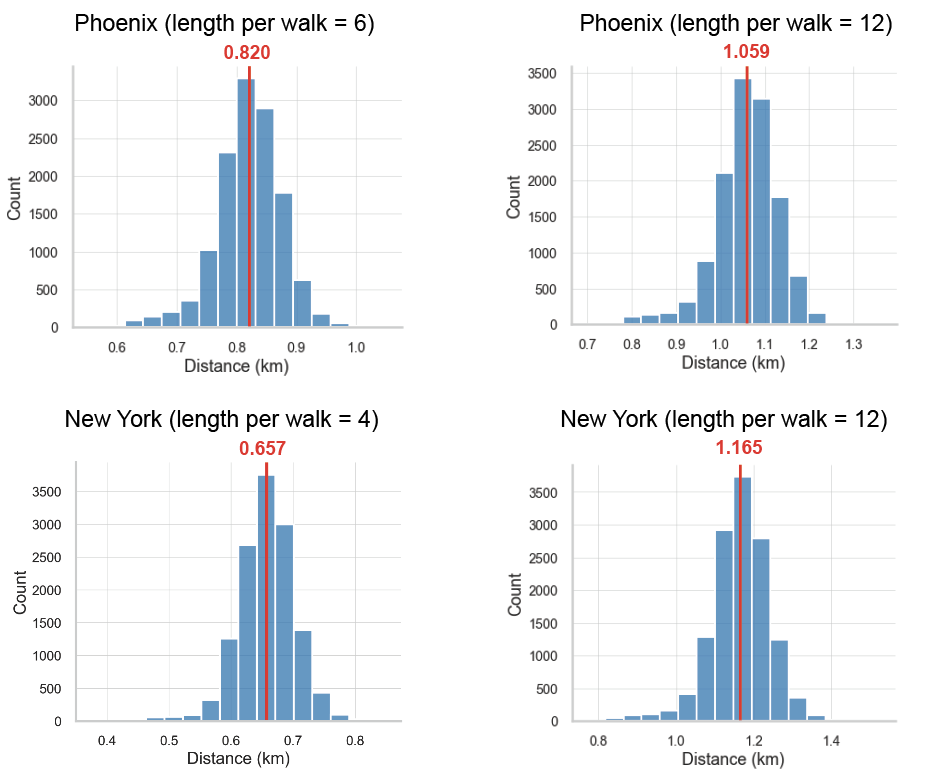 Phoenix (length per walk = 6)
0.820
3000
2500
2000
1500
1000
500
0
Count
0.6 0.7 0.8 0.9 1.0
Distance (km)
Phoenix (length per walk = 12)
1.059
3500
3000
2500
2000
1500
1000
500
0
Count
0.7 0.8 0.9 1.0 1.1 1.2 1.3
Distance (km)
New York (length per walk = 4)
0.657
3500
3000
2500
2000
1500
1000
500
0
Count
0.4 0.5 0.6 0.7 0.8
Distance (km)
New York (length per walk = 12)
1.165
3500
3000
2500
2000
1500
1000
500
0
Count
0.8 1.0 1.2 1.4
Distance (km)